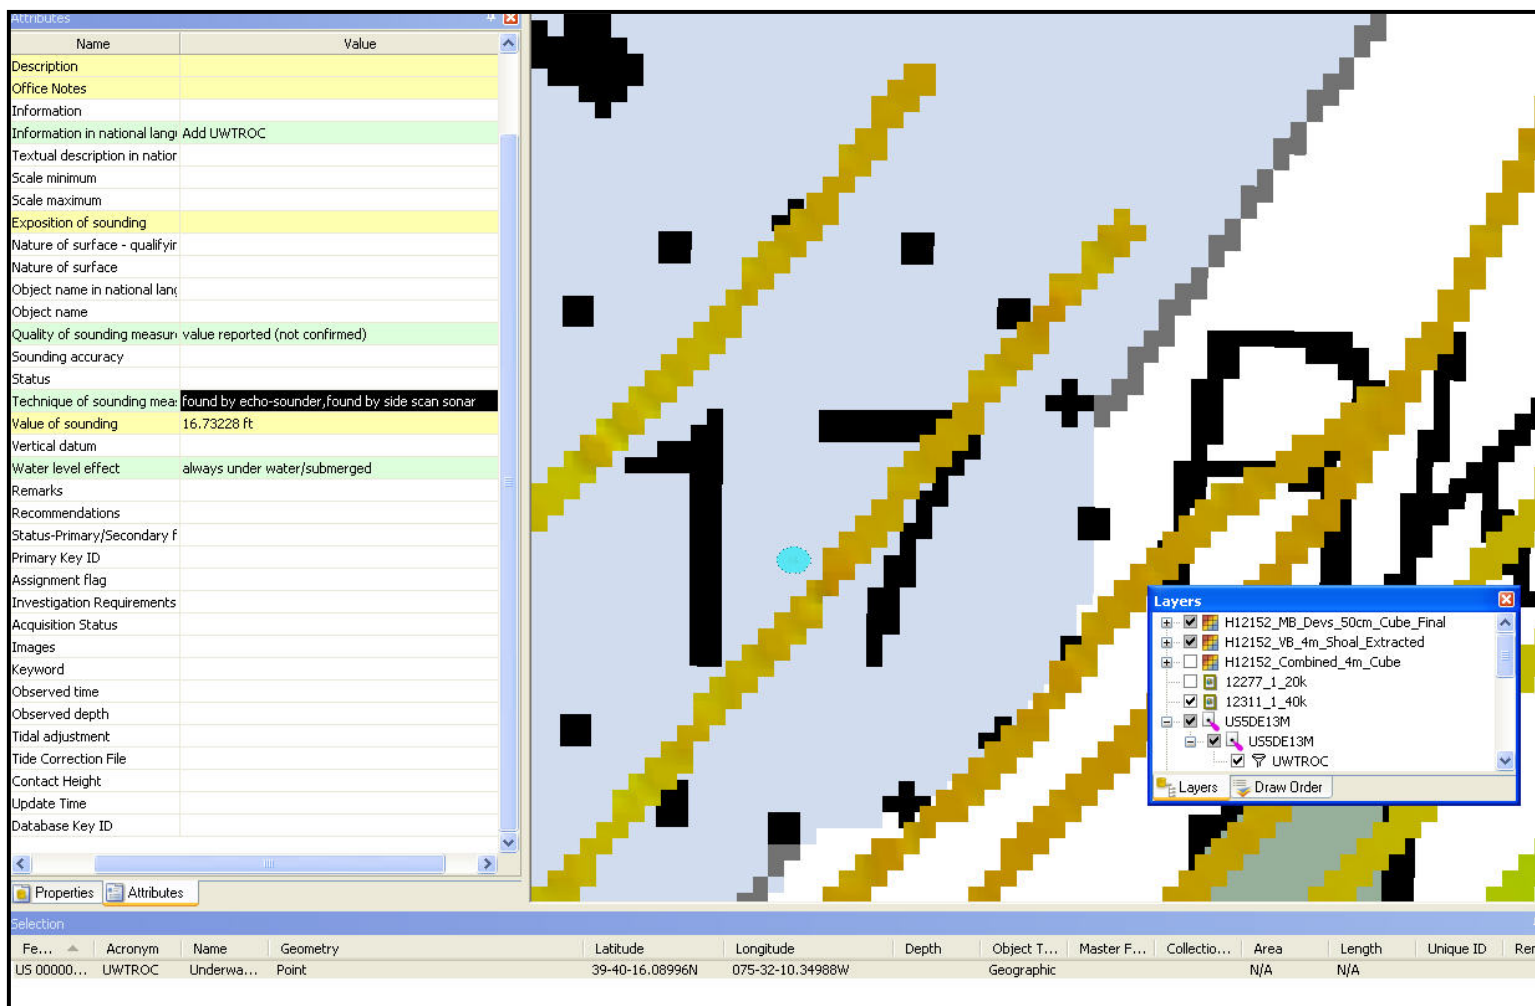 Attributes
Name Value
Description
Office Notes
Information
Information in national langu Add UWTROC
Textual description in nation
Scale minimum
Scale maximum
Exposition of sounding
Nature of surface - qualifyin
Nature of surface
Object name in national lang
Object name
Quality of sounding measure value reported (not confirmed)
Sounding accuracy
Status
Technique of sounding mea: found by echo-sounder,found by side scan sonar
Value of sounding 16.73228 ft
Vertical datum
Water level effect always under water/submerged
Remarks
Recommendations
Status-Primary/Secondary f
Primary Key ID
Assignment flag
Investigation Requirements
Acquisition Status
Images
Keyword
Observed time
Observed depth
Tidal adjustment
Tide Correction File
Contact Height
Update Time
Database Key ID
Properties Attributes
17
Layers
H12152_MB_Devs_50cm_Cube_Final
H12152_VB_4m_Shoal_Extracted
H12152_Combined_4m_Cube
12277_1_20k
12311_1_40k
US5DE13M
US5DE13M
UWTROC
Layers Draw Order
Selection
Fe... Acronym Name Geometry Latitude Longitude Depth Object T... Master F... Collectio... Area Length Unique ID Rer
US 00000... UWTROC Underwa... Point 39-40-16.08996N 075-32-10.34988W Geographic N/A N/A